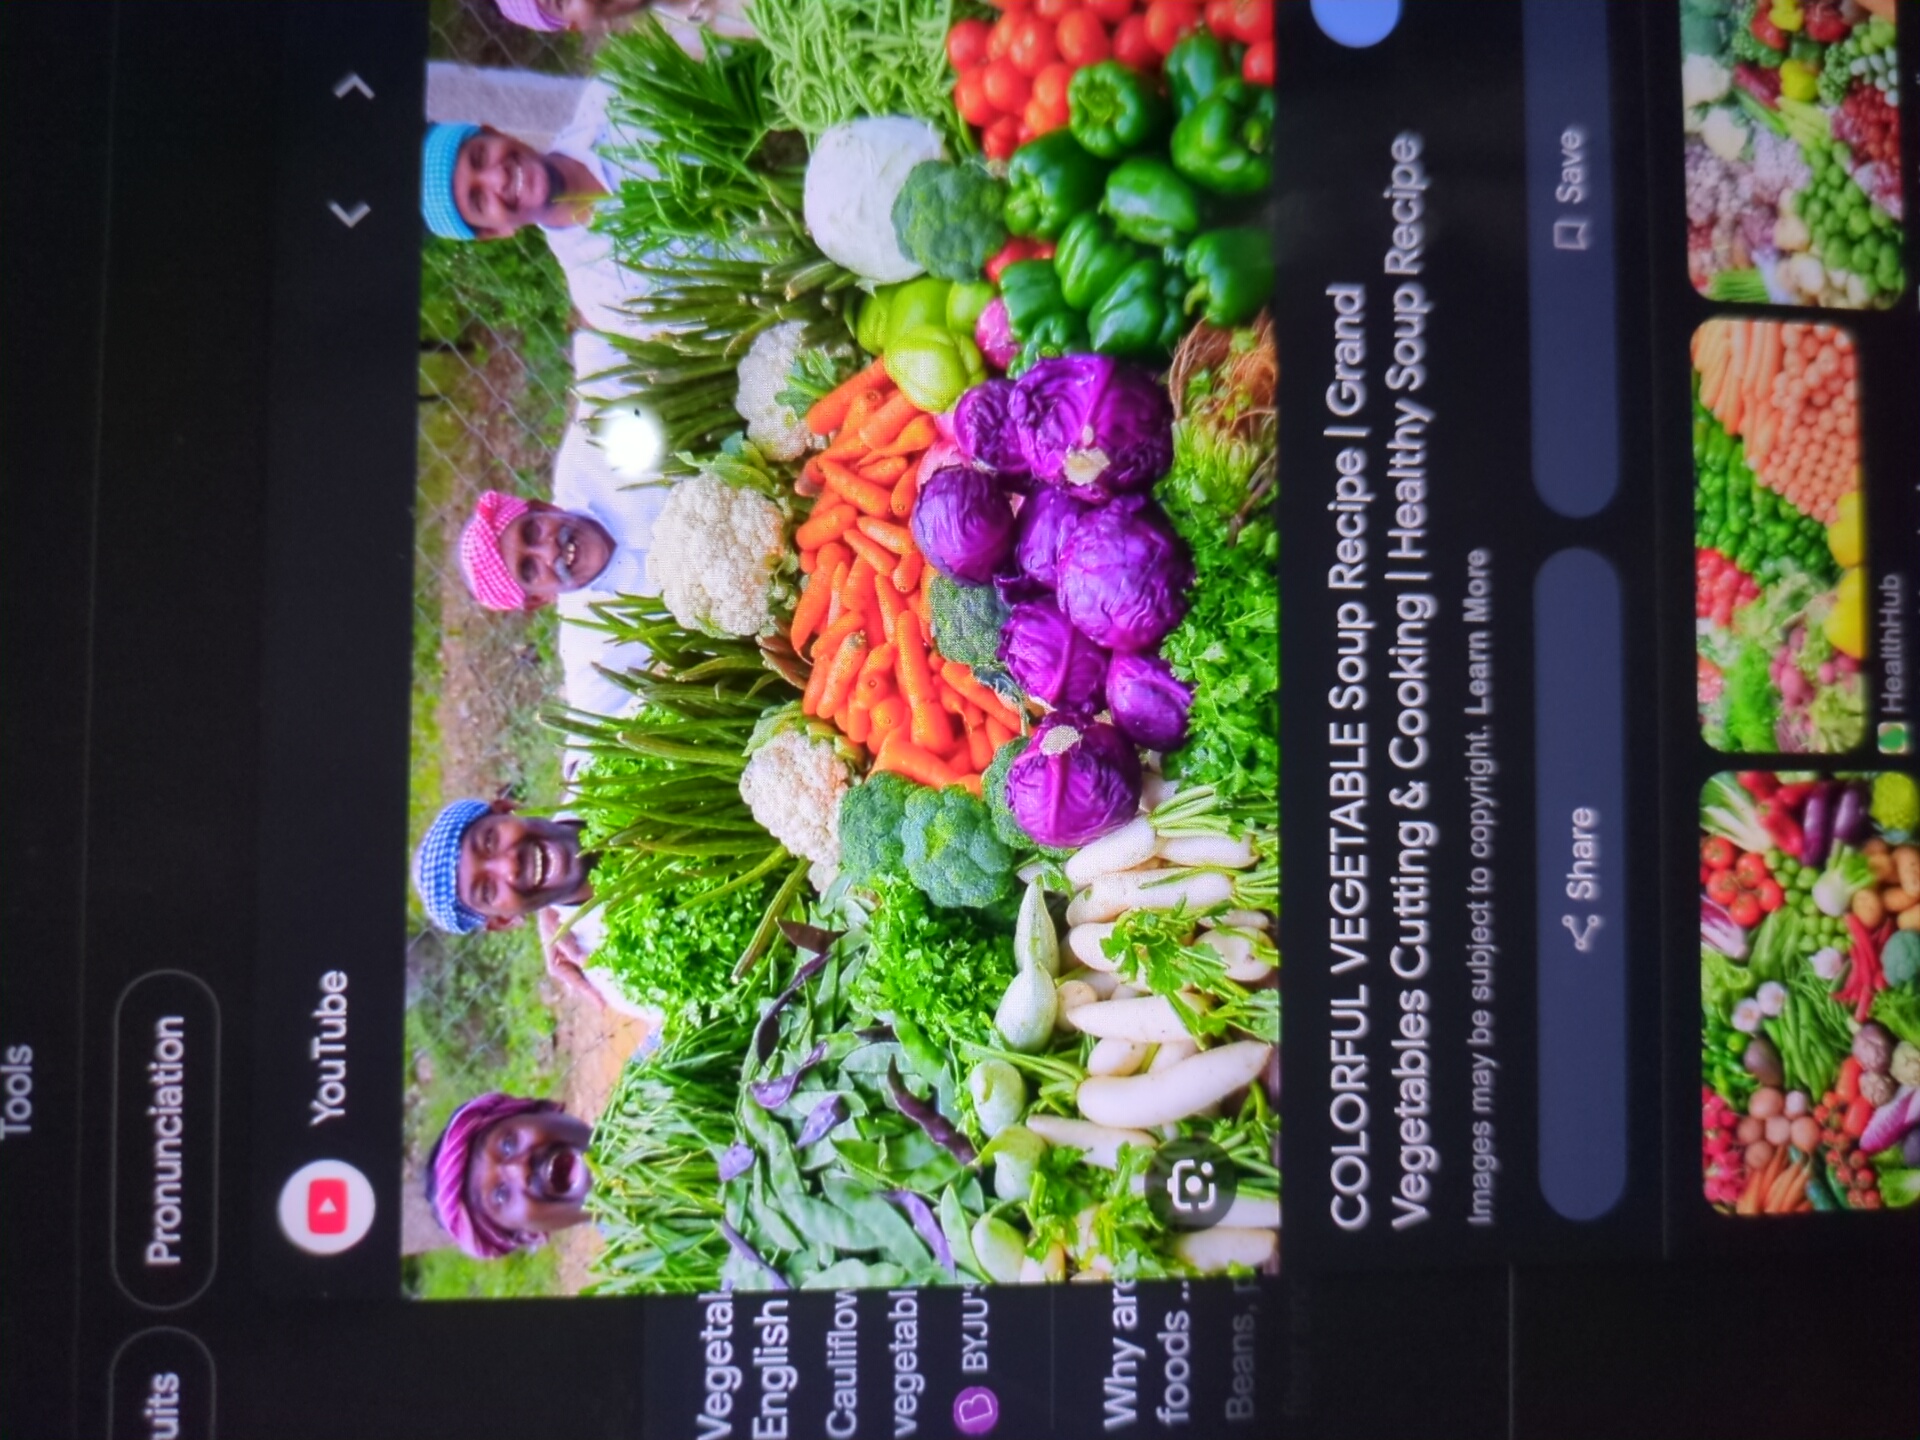 Tools
uits
Pronunciation
YouTube
Vegetal
English
Cauliflow
vegetabl
BYJU'S
Why are
foods ...
Beans, p
COLORFUL VEGETABLE Soup Recipe | Grand
Vegetables Cutting & Cooking | Healthy Soup Recipe
Images may be subject to copyright. Learn More
Share
Save
HealthHub